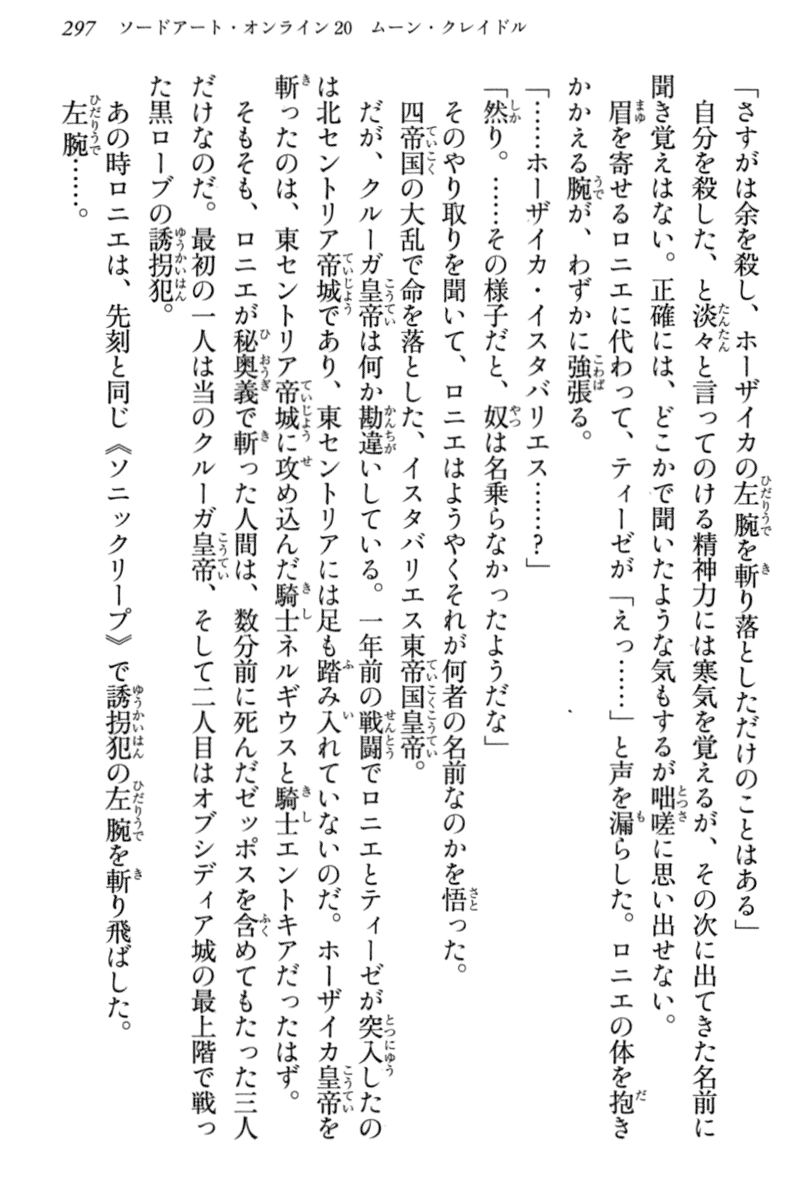 297　ソードアート・オンライン20　ムーン・クレイドル
「さすがは余を殺し、ホーザイカの左腕を斬り落としただけのことはある」
　自分を殺した、と淡々と言ってのける精神力には寒気を覚えるが、その次に出てきた名前に
聞き覚えはない。正確には、どこかで聞いたような気もするが咄嗟に思い出せない。
　眉を寄せるロニエに代わって、ティーゼが「えっ……」と声を漏らした。ロニエの体を抱き
かかえる腕が、わずかに強張る。
「……ホーザイカ・イスタバリエス……？」
「然り。……その様子だと、奴は名乗らなかったようだな」
　そのやり取りを聞いて、ロニエはようやくそれが何者の名前なのかを悟った。
　四帝国の大乱で命を落とした、イスタバリエス東帝国皇帝。
　だが、クルーガ皇帝は何か勘違いしている。一年前の戦闘でロニエとティーゼが突入したの
は北セントリア帝城であり、東セントリアには足も踏み入れていないのだ。ホーザイカ皇帝を
斬ったのは、東セントリア帝城に攻め込んだ騎士ネルギウスと騎士エントキアだったはず。
　そもそも、ロニエが秘奥義で斬った人間は、数分前に死んだゼッポスを含めてもたった三人
だけなのだ。最初の一人は当のクルーガ皇帝、そして二人目はオブシディア城の最上階で戦っ
た黒ローブの誘拐犯。
　あの時ロニエは、先刻と同じ《ソニックリープ》で誘拐犯の左腕を斬り飛ばした。
　左腕……。